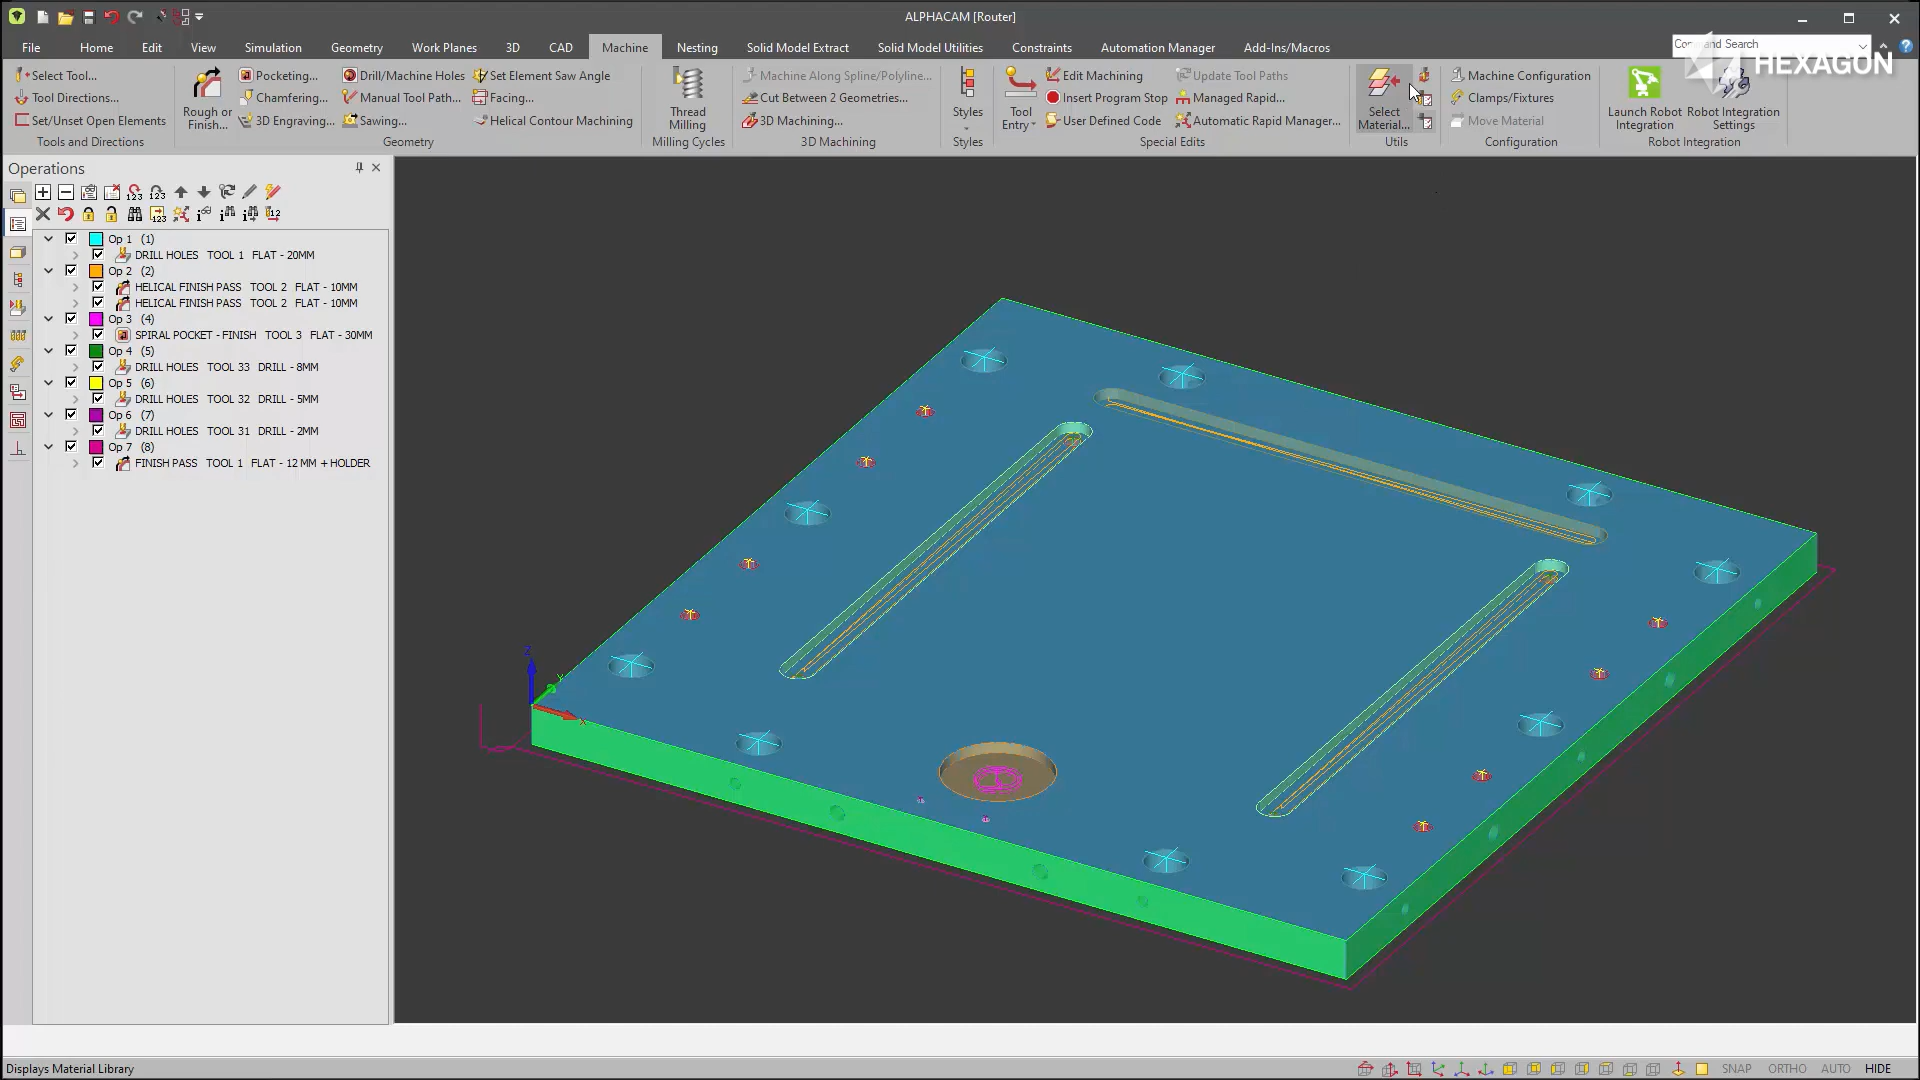 ALPHACAM [Router]
File Home Edit View Simulation Geometry Work Planes 3D CAD Machine Nesting Solid Model Extract Solid Model Utilities Constraints Automation Manager Add-Ins/Macros
HEXAGON
Select Tool... Pocketing... Drill/Machine Holes Set Element Saw Angle Machine Along Spline/Polyline... Edit Machining Update Tool Paths Machine Configuration
Tool Directions... Chamfering... Manual Tool Path... Facing... Cut Between 2 Geometries... Insert Program Stop Managed Rapid... Clamps/Fixtures
Set/Unset Open Elements 3D Engraving... Sawing... Helical Contour Machining 3D Machining... User Defined Code Automatic Rapid Manager... Move Material
Rough or Finish...
Thread Milling
Styles
Tool Entry
Select Material...
Launch Robot Integration
Robot Integration Settings
Tools and Directions Geometry Milling Cycles 3D Machining Styles Special Edits Utils Configuration Robot Integration
Operations
Op 1 (1)
DRILL HOLES TOOL 1 FLAT - 20MM
Op 2 (2)
HELICAL FINISH PASS TOOL 2 FLAT - 10MM
HELICAL FINISH PASS TOOL 2 FLAT - 10MM
Op 3 (4)
SPIRAL POCKET - FINISH TOOL 3 FLAT - 30MM
Op 4 (5)
DRILL HOLES TOOL 33 DRILL - 8MM
Op 5 (6)
DRILL HOLES TOOL 32 DRILL - 5MM
Op 6 (7)
DRILL HOLES TOOL 31 DRILL - 2MM
Op 7 (8)
FINISH PASS TOOL 1 FLAT - 12 MM + HOLDER
Z
Y
X
Displays Material Library SNAP ORTHO AUTO HIDE